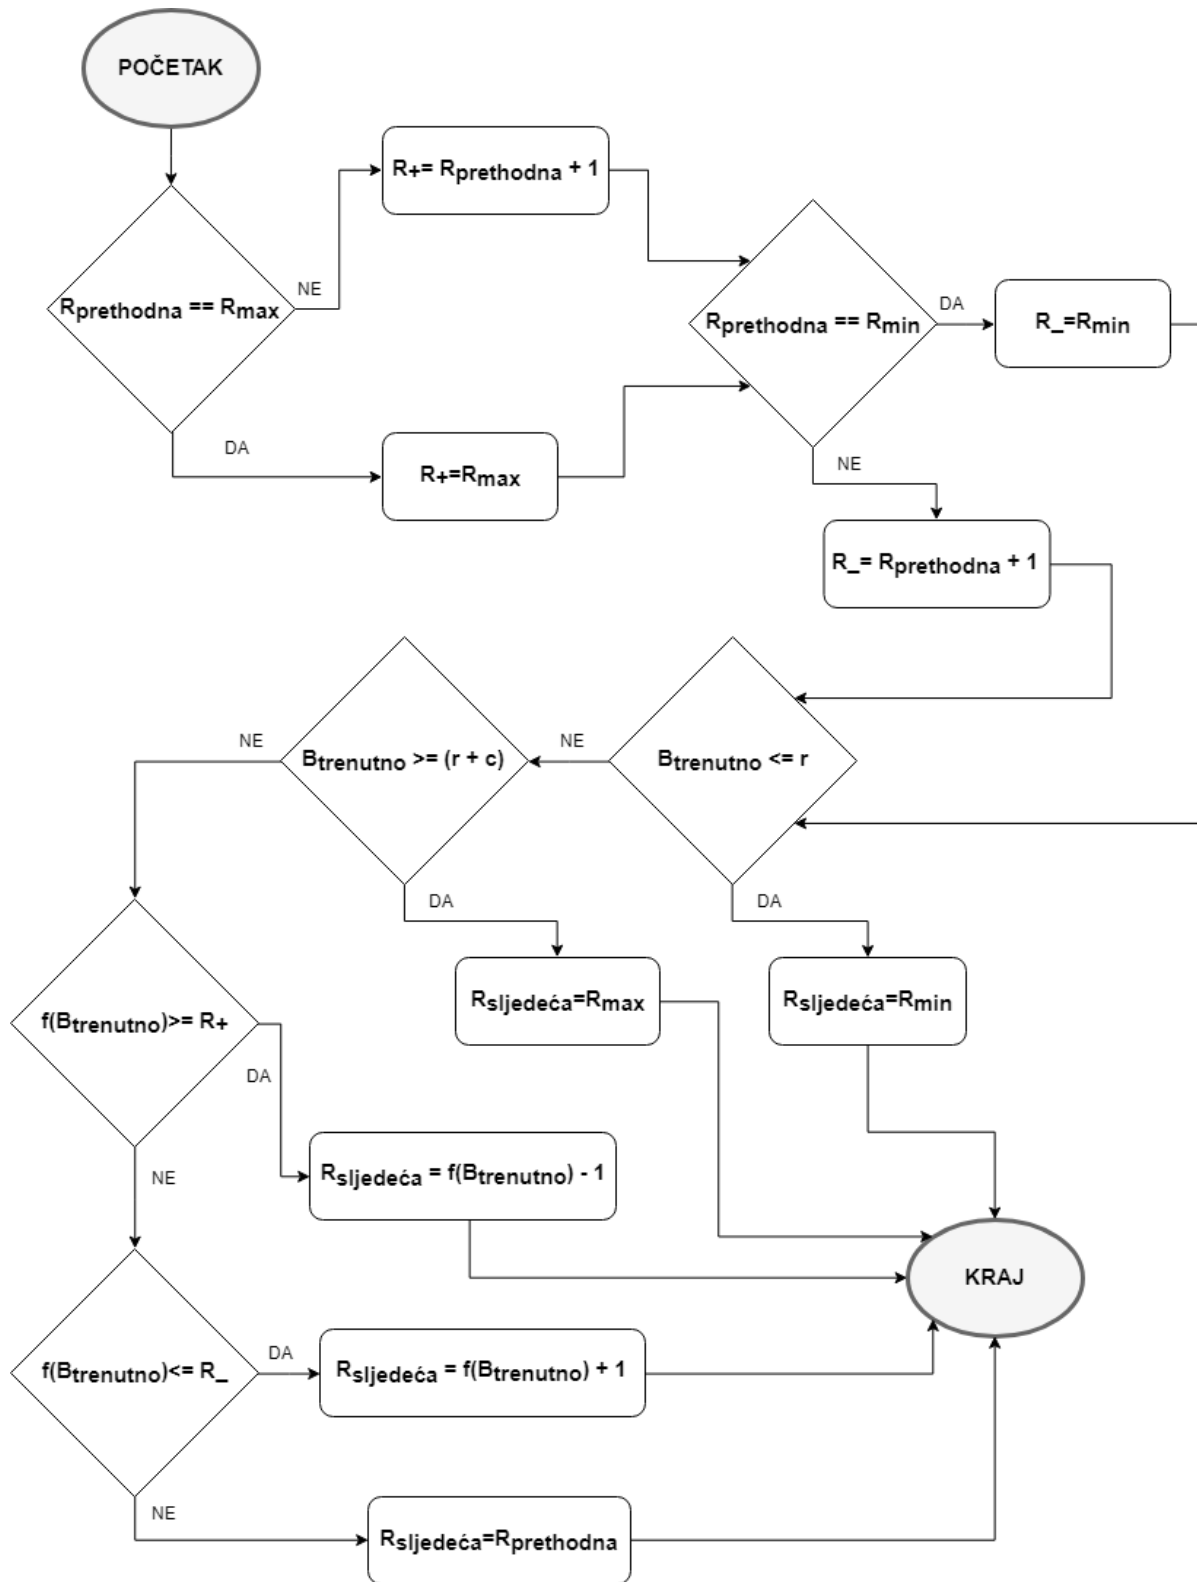 POČETAK
R+= Rprethodna + 1
Rprethodna == Rmax
NE
Rprethodna == Rmin
DA
R_=Rmin
DA
R+=Rmax
NE
R_= Rprethodna + 1
NE
Btrenutno >= (r + c)
NE
Btrenutno <= r
DA
DA
Rsljedeća=Rmax
Rsljedeća=Rmin
f(Btrenutno)>= R+
DA
NE
Rsljedeća = f(Btrenutno) - 1
KRAJ
f(Btrenutno)<= R_
DA
Rsljedeća = f(Btrenutno) + 1
NE
Rsljedeća=Rprethodna